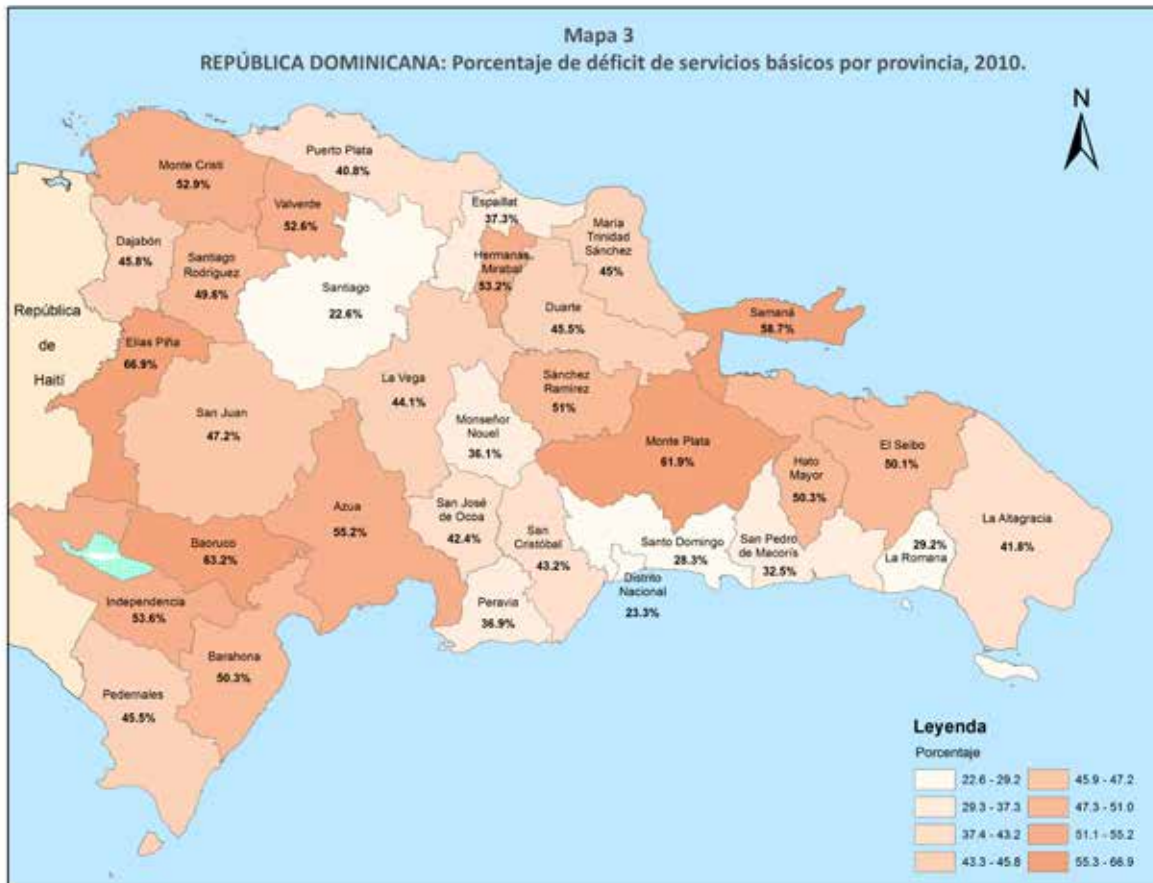 Mapa 3
REPÚBLICA DOMINICANA: Porcentaje de déficit de servicios básicos por provincia, 2010.
N
Puerto Plata
40.8%
Monte Cristi
52.9%
Valverde
52.6%
Espaillat
37.3%
María
Trinidad
Sánchez
45%
Dajabón
45.8%
Santiago
Rodríguez
49.6%
Hermanas
Mirabal
53.2%
Santiago
22.6%
Duarte
45.5%
Samaná
58.7%
República
de
Haití
Elías Piña
66.9%
La Vega
44.1%
Sánchez
Ramírez
51%
San Juan
47.2%
Monseñor
Nouel
36.1%
Monte Plata
61.9%
Hato
Mayor
50.3%
El Seibo
50.1%
Azua
55.2%
San José
de Ocoa
42.4%
San
Cristóbal
43.2%
La Altagracia
41.6%
Baoruco
63.2%
Santo Domingo
28.3%
San Pedro
de Macorís
32.5%
29.2%
La Romana
Distrito
Nacional
23.3%
Independencia
53.6%
Peravia
36.9%
Barahona
50.3%
Pedernales
45.5%
Leyenda
Porcentaje
22.6 - 29.2
29.3 - 37.3
37.4 - 43.2
43.3 - 45.8
45.9 - 47.2
47.3 - 51.0
51.1 - 55.2
55.3 - 66.9